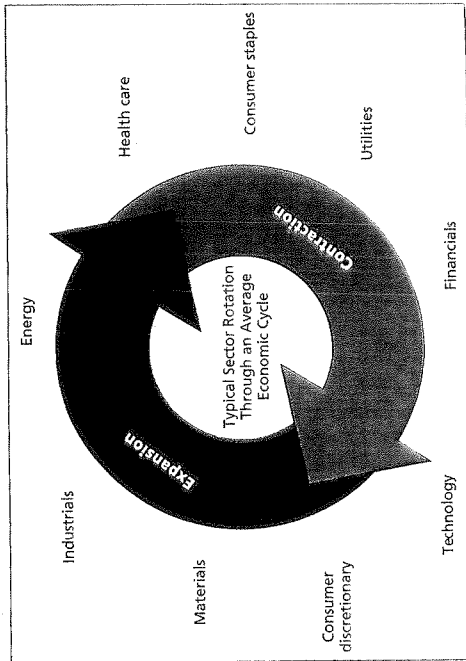 Energy
Health care
Consumer staples
Utilities
Financials
Technology
Consumer
discretionary
Materials
Industrials
Expansion
Contraction
Typical Sector Rotation
Through an Average
Economic Cycle